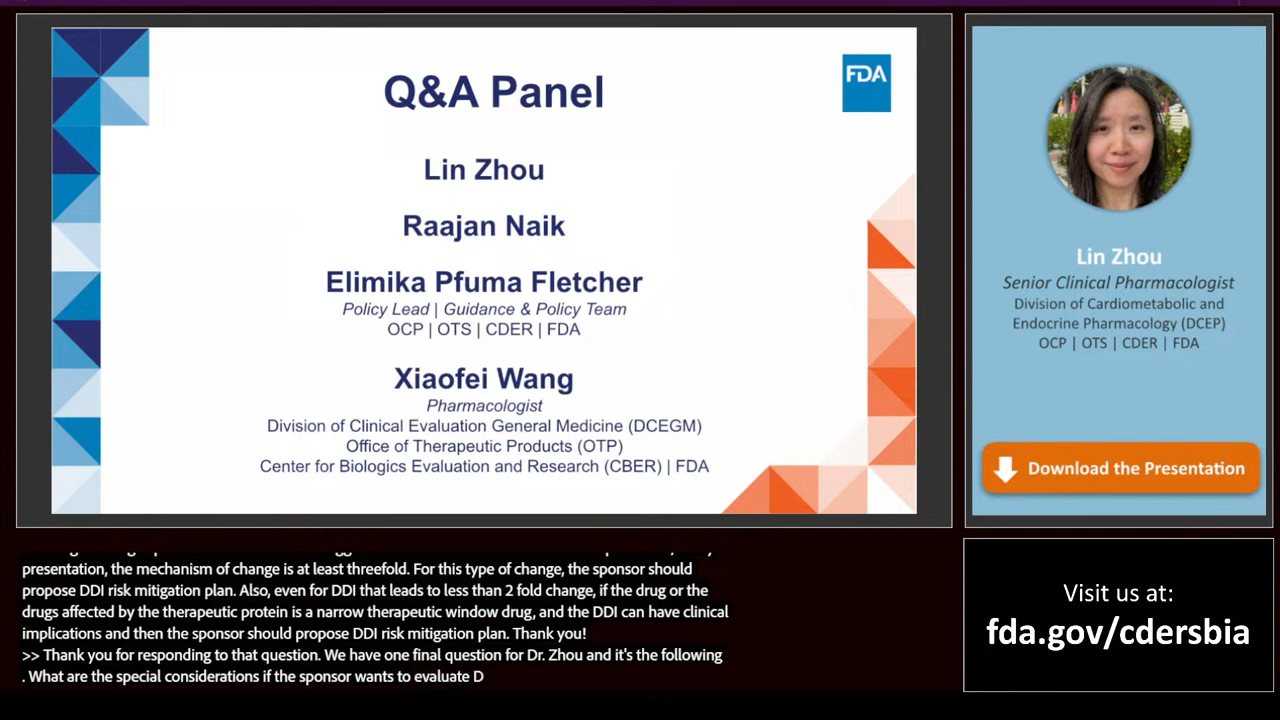 Q&A Panel
FDA
Lin Zhou
Raajan Naik
Elimika Pfuma Fletcher
Policy Lead | Guidance & Policy Team
OCP | OTS | CDER | FDA
Xiaofei Wang
Pharmacologist
Division of Clinical Evaluation General Medicine (DCEGM)
Office of Therapeutic Products (OTP)
Center for Biologics Evaluation and Research (CBER) | FDA
Lin Zhou
Senior Clinical Pharmacologist
Division of Cardiometabolic and
Endocrine Pharmacology (DCEP)
OCP | OTS | CDER | FDA
Download the Presentation
presentation, the mechanism of change is at least threefold. For this type of change, the sponsor should
propose DDI risk mitigation plan. Also, even for DDI that leads to less than 2 fold change, if the drug or the
drugs affected by the therapeutic protein is a narrow therapeutic window drug, and the DDI can have clinical
implications and then the sponsor should propose DDI risk mitigation plan. Thank you!
>> Thank you for responding to that question. We have one final question for Dr. Zhou and it's the following
. What are the special considerations if the sponsor wants to evaluate D
Visit us at:
fda.gov/cdersbia